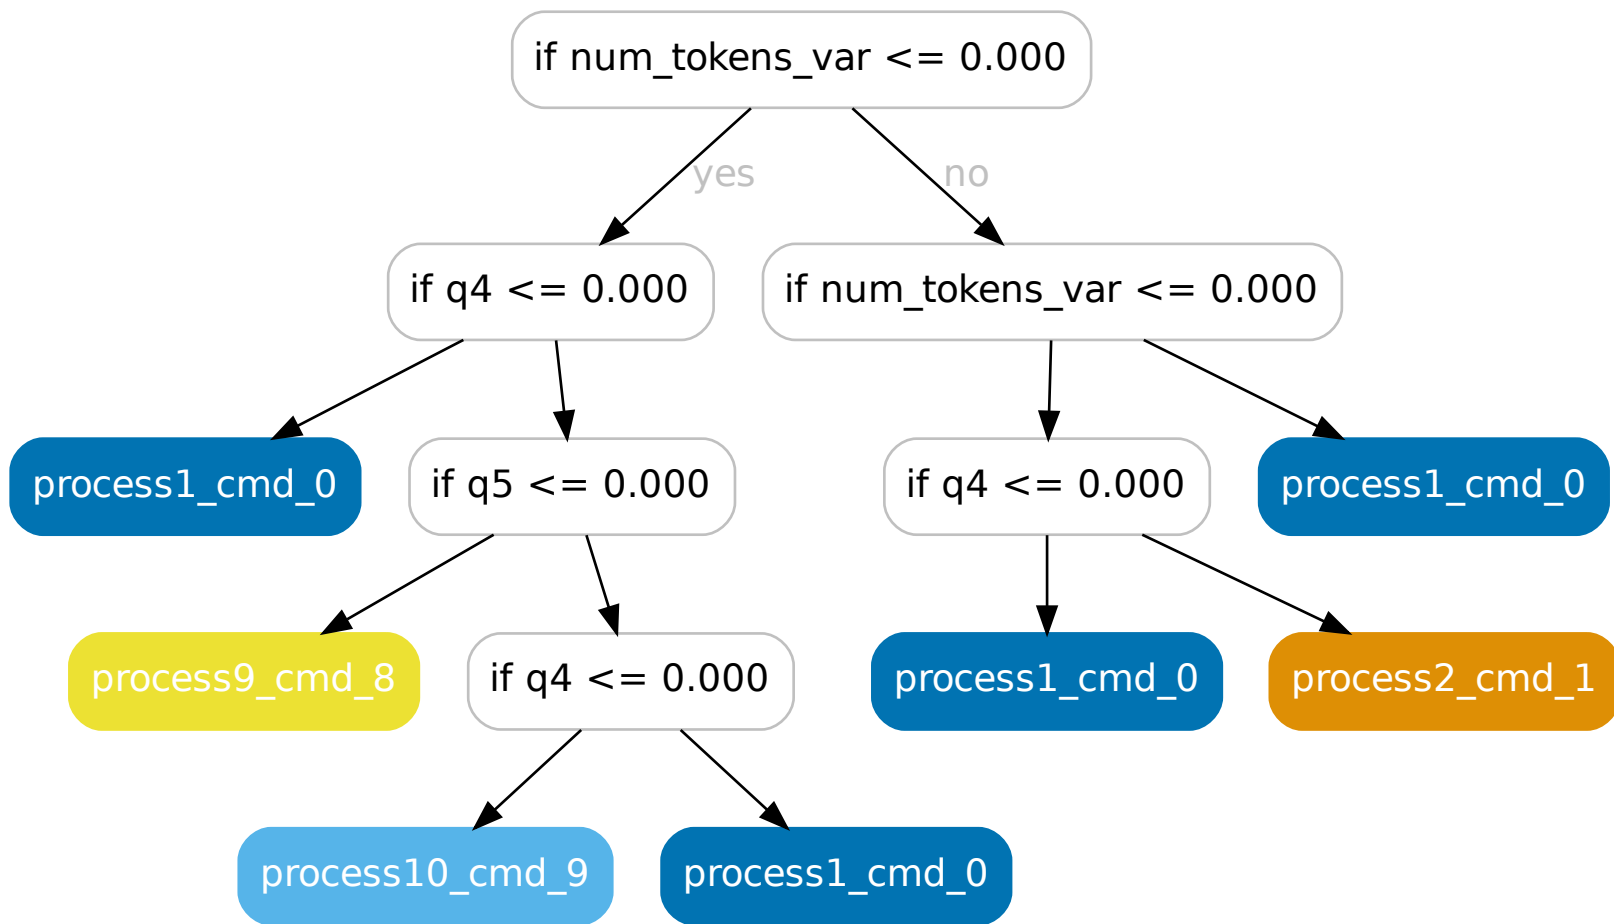 if num_tokens_var <= 0.000
yes
no
if q4 <= 0.000
if num_tokens_var <= 0.000
process1_cmd_0
if q5 <= 0.000
if q4 <= 0.000
process1_cmd_0
process9_cmd_8
if q4 <= 0.000
process1_cmd_0
process2_cmd_1
process10_cmd_9
process1_cmd_0